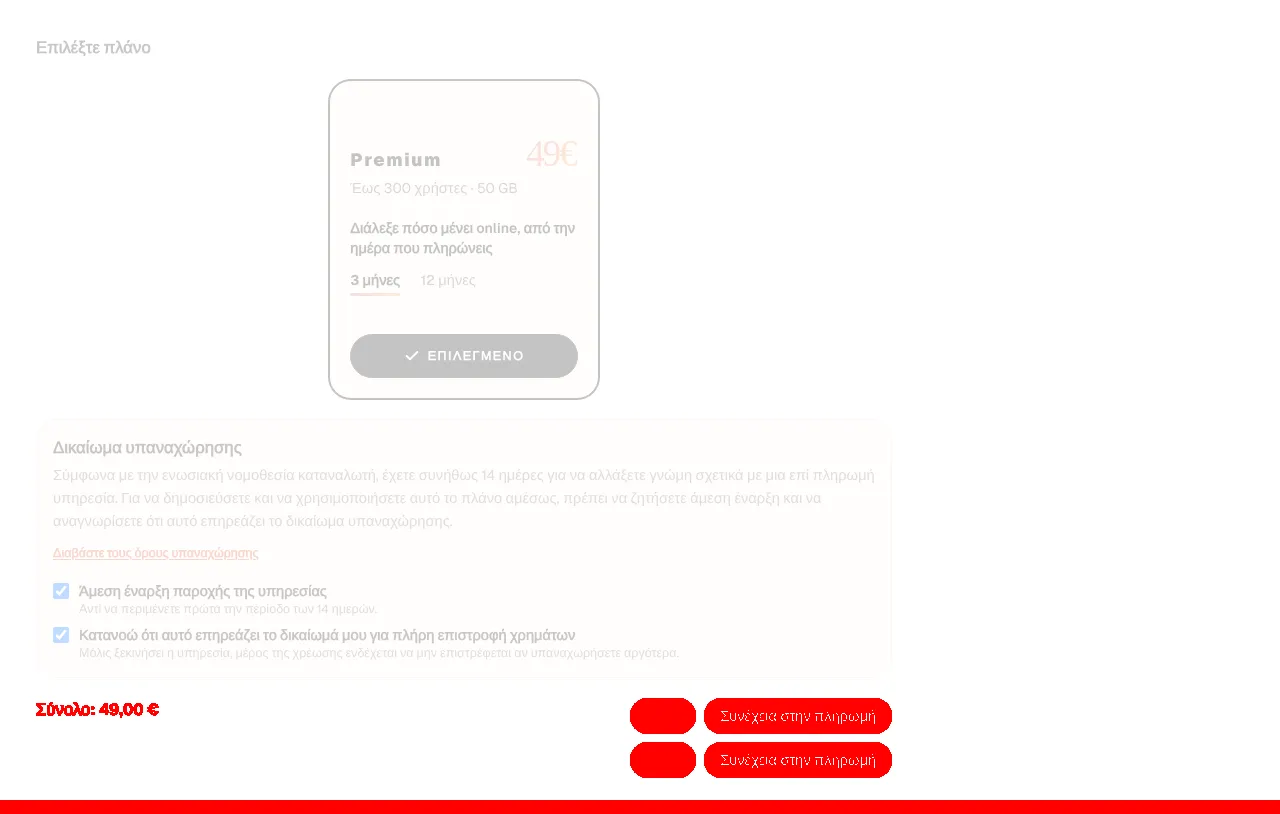 Επιλέξτε πλάνο
Premium
49€
Έως 300 χρήστες · 50 GB
Διάλεξε πόσο μένει online, από την
ημέρα που πληρώνεις
3 μήνες 12 μήνες
ΕΠΙΛΕΓΜΕΝΟ
Δικαίωμα υπαναχώρησης
Σύμφωνα με την ενωσιακή νομοθεσία καταναλωτή, έχετε συνήθως 14 ημέρες για να αλλάξετε γνώμη σχετικά με μια επί πληρωμή
υπηρεσία. Για να δημοσιεύσετε και να χρησιμοποιήσετε αυτό το πλάνο αμέσως, πρέπει να ζητήσετε άμεση έναρξη και να
αναγνωρίσετε ότι αυτό επηρεάζει το δικαίωμα υπαναχώρησης.
Διαβάστε τους όρους υπαναχώρησης
Άμεση έναρξη παροχής της υπηρεσίας
Αντί να περιμένετε πρώτα την περίοδο των 14 ημερών.
Κατανοώ ότι αυτό επηρεάζει το δικαίωμά μου για πλήρη επιστροφή χρημάτων
Μόλις ξεκινήσει η υπηρεσία, μέρος της χρέωσης ενδέχεται να μην επιστρέφεται αν υπαναχωρήσετε αργότερα.
Σύνολο: 49,00 €
Συνέχεια στην πληρωμή
Συνέχεια στην πληρωμή